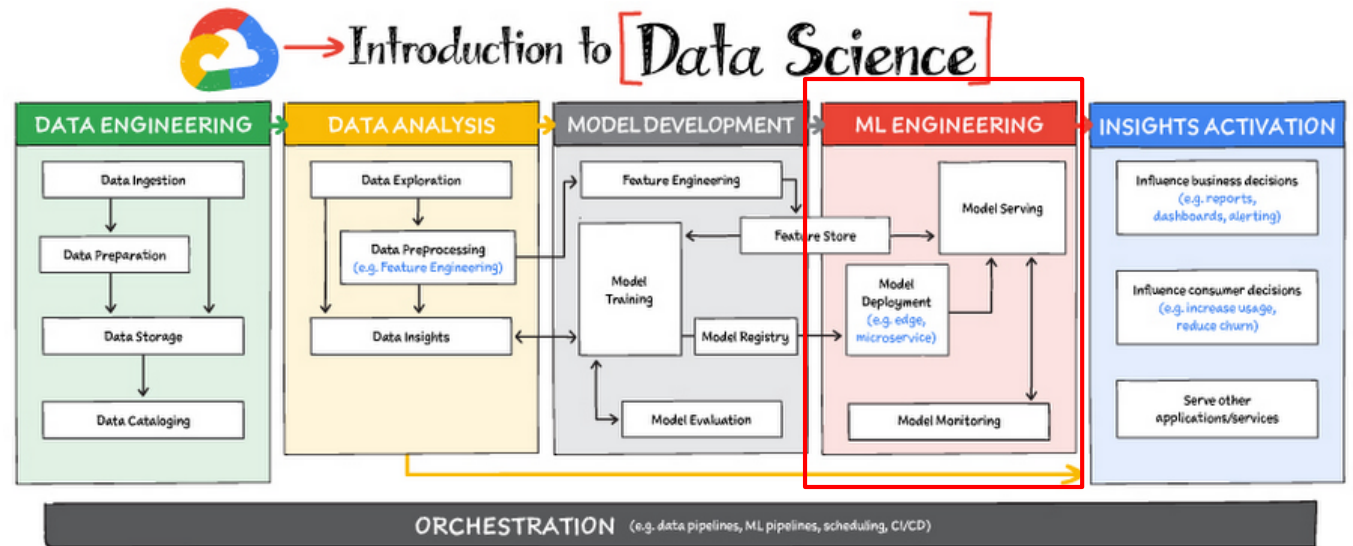 Introduction to [Data Science]
DATA ENGINEERING
Data Ingestion
Data Preparation
Data Storage
Data Cataloging
DATA ANALYSIS
Data Exploration
Data Preprocessing
(e.g. Feature Engineering)
Data Insights
MODEL DEVELOPMENT
Feature Engineering
Feature Store
Model
Training
Model Registry
Model Evaluation
ML ENGINEERING
Model Serving
Model
Deployment
(e.g. edge,
microservice)
Model Monitoring
INSIGHTS ACTIVATION
Influence business decisions
(e.g. reports,
dashboards, alerting)
Influence consumer decisions
(e.g. increase usage,
reduce churn)
Serve other
applications/services
ORCHESTRATION (e.g. data pipelines, ML pipelines, scheduling, CI/CD)